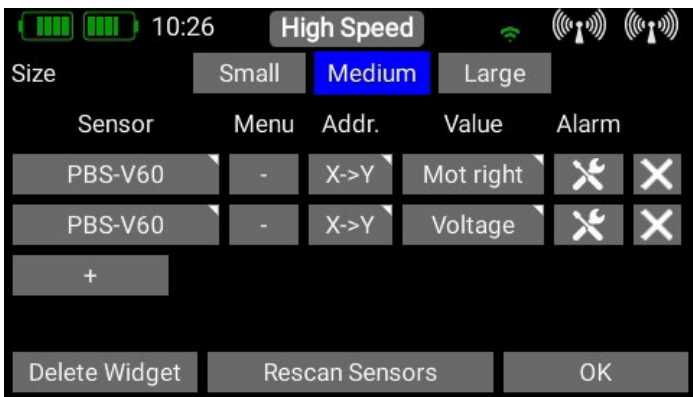 10:26 High Speed
Size Small Medium Large
Sensor Menu Addr. Value Alarm
PBS-V60 - X->Y Mot right
PBS-V60 - X->Y Voltage
+
Delete Widget Rescan Sensors OK